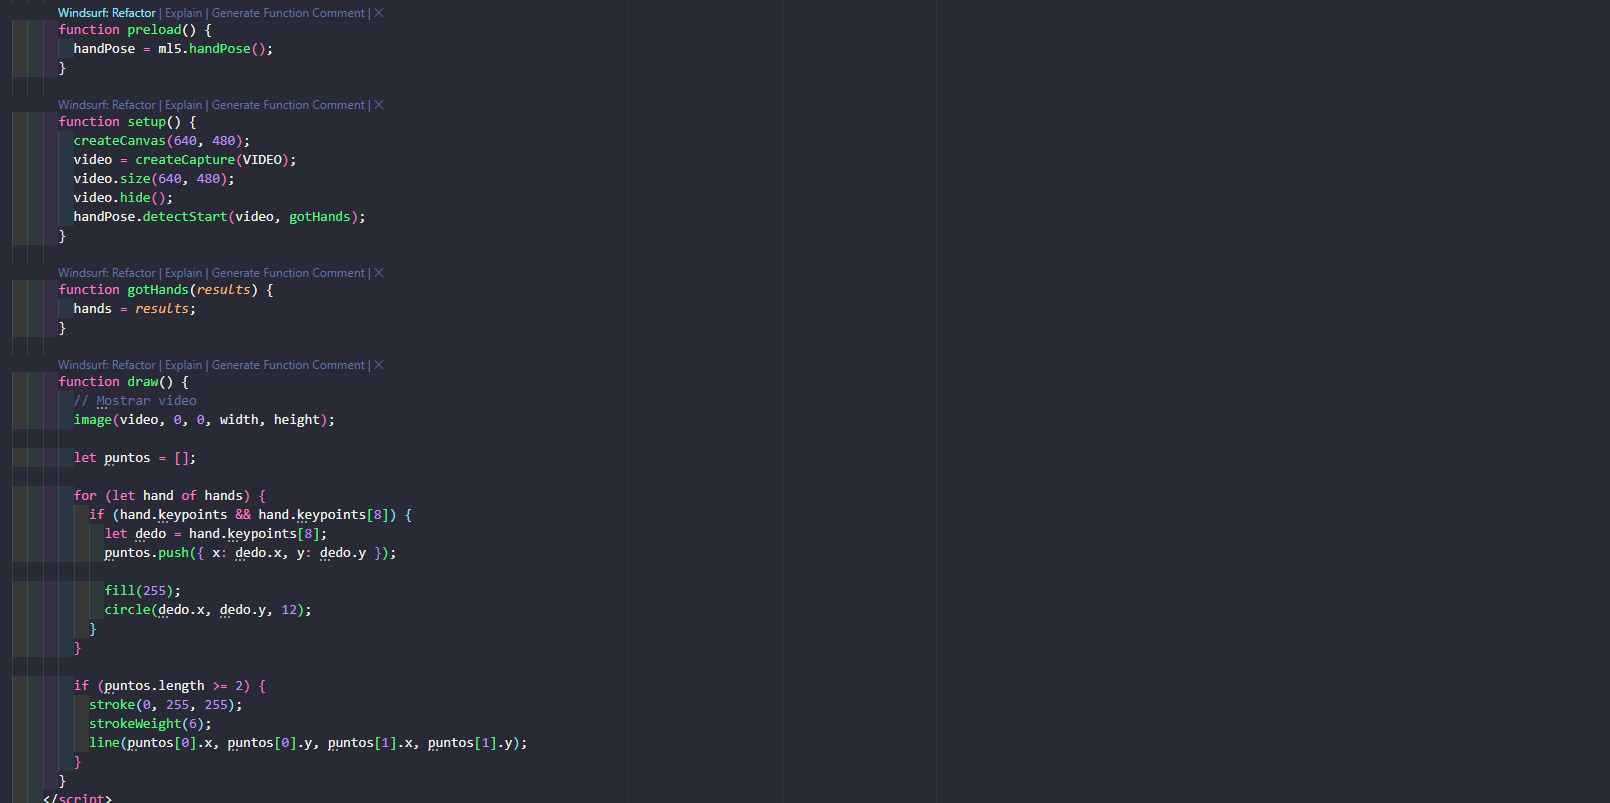 Windsurf: Refactor | Explain | Generate Function Comment | ×
function preload() {
  handPose = ml5.handPose();
}
Windsurf: Refactor | Explain | Generate Function Comment | ×
function setup() {
  createCanvas(640, 480);
  video = createCapture(VIDEO);
  video.size(640, 480);
  video.hide();
  handPose.detectStart(video, gotHands);
}
Windsurf: Refactor | Explain | Generate Function Comment | ×
function gotHands(results) {
  hands = results;
}
Windsurf: Refactor | Explain | Generate Function Comment | ×
function draw() {
  // Mostrar video
  image(video, 0, 0, width, height);
  let puntos = [];
  for (let hand of hands) {
    if (hand.keypoints && hand.keypoints[8]) {
      let dedo = hand.keypoints[8];
      puntos.push({ x: dedo.x, y: dedo.y });
      fill(255);
      circle(dedo.x, dedo.y, 12);
    }
  }
  if (puntos.length >= 2) {
    stroke(0, 255, 255);
    strokeWeight(6);
    line(puntos[0].x, puntos[0].y, puntos[1].x, puntos[1].y);
  }
}
</script>